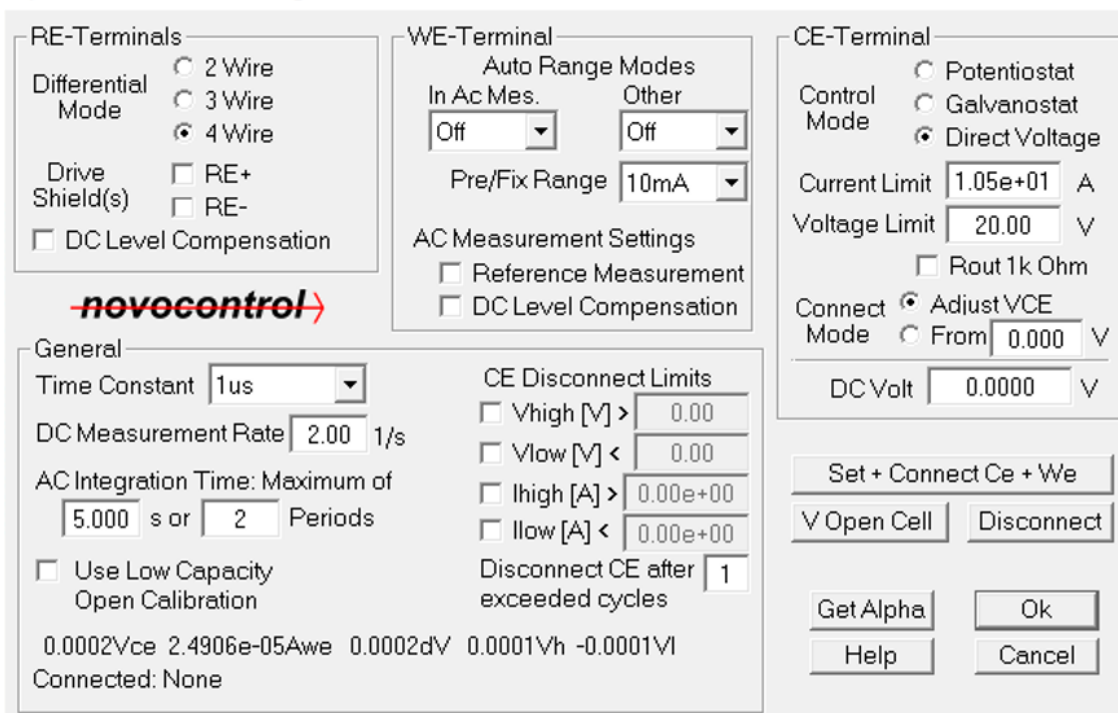 RE-Terminals
Differential Mode
2 Wire
3 Wire
4 Wire
Drive Shield(s)
RE+
RE-
DC Level Compensation
novocontrol
WE-Terminal
Auto Range Modes
In Ac Mes. Other
Off Off
Pre/Fix Range 10mA
AC Measurement Settings
Reference Measurement
DC Level Compensation
CE-Terminal
Control Mode
Potentiostat
Galvanostat
Direct Voltage
Current Limit 1.05e+01 A
Voltage Limit 20.00 V
Rout 1k Ohm
Connect Mode
Adjust VCE
From 0.000 V
DC Volt 0.0000 V
General
Time Constant 1us
DC Measurement Rate 2.00 1/s
AC Integration Time: Maximum of
5.000 s or 2 Periods
Use Low Capacity
Open Calibration
CE Disconnect Limits
Vhigh [V] > 0.00
Vlow [V] < 0.00
Ihigh [A] > 0.00e+00
Ilow [A] < 0.00e+00
Disconnect CE after 1
exceeded cycles
0.0002Vce 2.4906e-05Awe 0.0002dV 0.0001Vh -0.0001Vl
Connected: None
Set + Connect Ce + We
V Open Cell Disconnect
Get Alpha Ok
Help Cancel